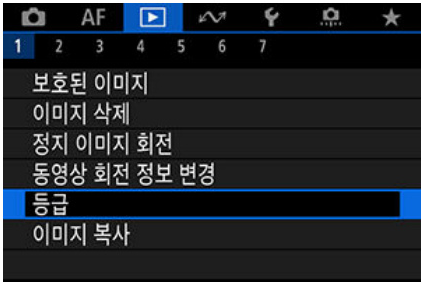 AF
1 2 3 4 5 6 7
보호된 이미지
이미지 삭제
정지 이미지 회전
동영상 회전 정보 변경
등급
이미지 복사